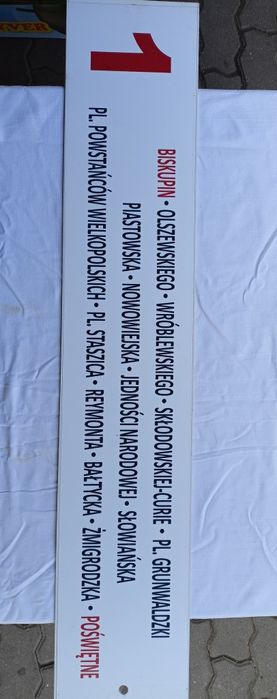 1
BISKUPIN • OLSZEWSKIEGO • WRÓBLEWSKIEGO • SKŁODOWSKIEJ-CURIE • PL. GRUNWALDZKI
PIASTOWSKA • NOWOWIEJSKA • JEDNOŚCI NARODOWEJ • SŁOWIAŃSKA
PL. POWSTAŃCÓW WIELKOPOLSKICH • PL. STASZICA • REYMONTA • BAŁTYCKA • ŻMIGRODZKA • POŚWIĘTNE